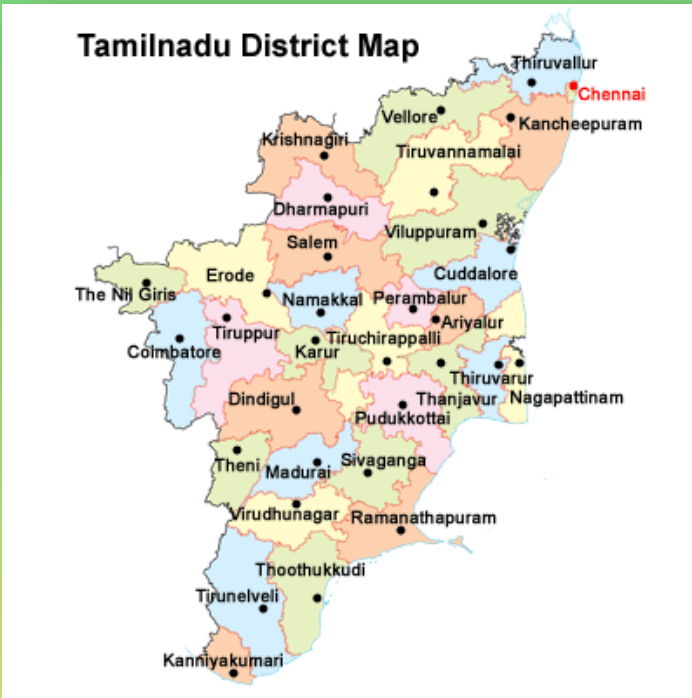 Tamilnadu District Map
Thiruvallur
Chennai
Vellore
Kancheepuram
Krishnagiri
Tiruvannamalai
Dharmapuri
Viluppuram
Salem
Cuddalore
Erode
The Nil Giris
Namakkal
Perambalur
Ariyalur
Tiruppur
Tiruchirappalli
Coimbatore
Karur
Thiruvarur
Dindigul
Thanjavur
Nagapattinam
Pudukkottai
Theni
Madurai
Sivaganga
Virudhunagar
Ramanathapuram
Thoothukkudi
Tirunelveli
Kanniyakumari